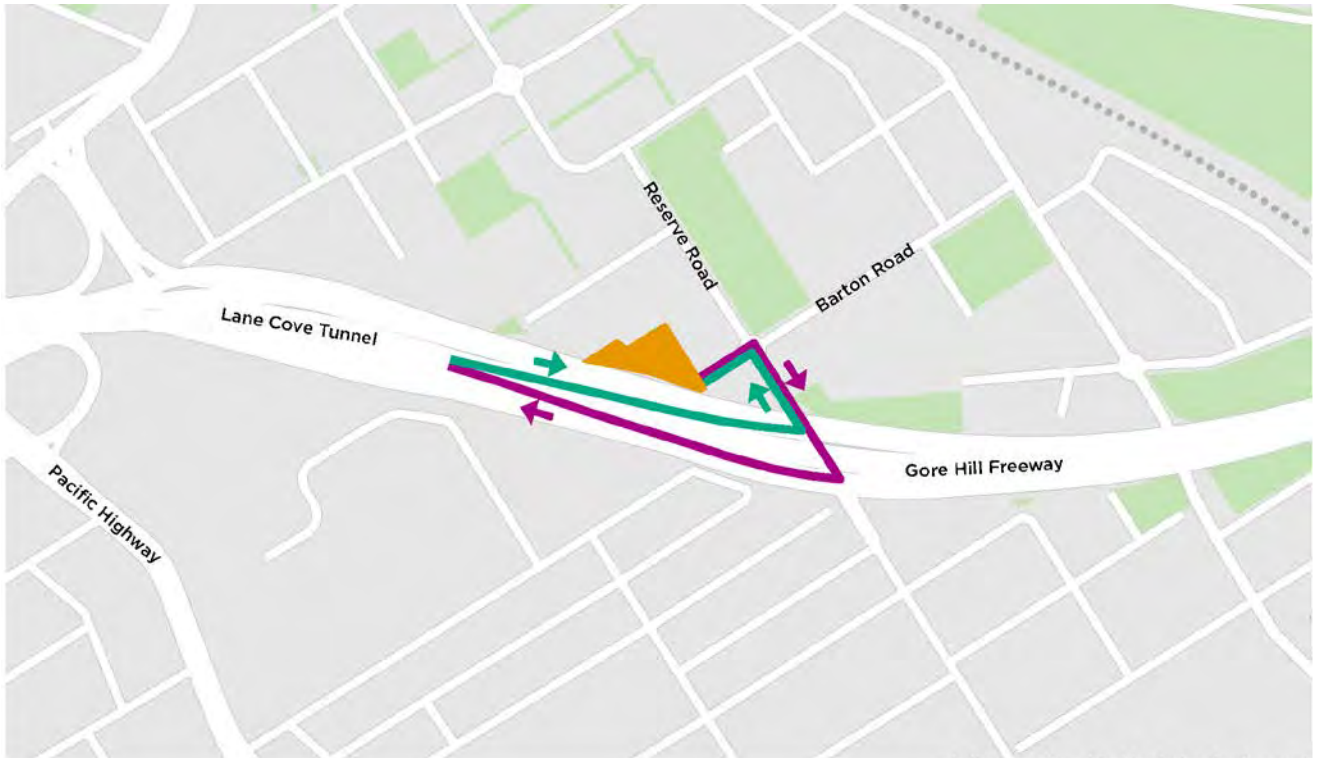 Reserve Road
Barton Road
Lane Cove Tunnel
Gore Hill Freeway
Pacific Highway